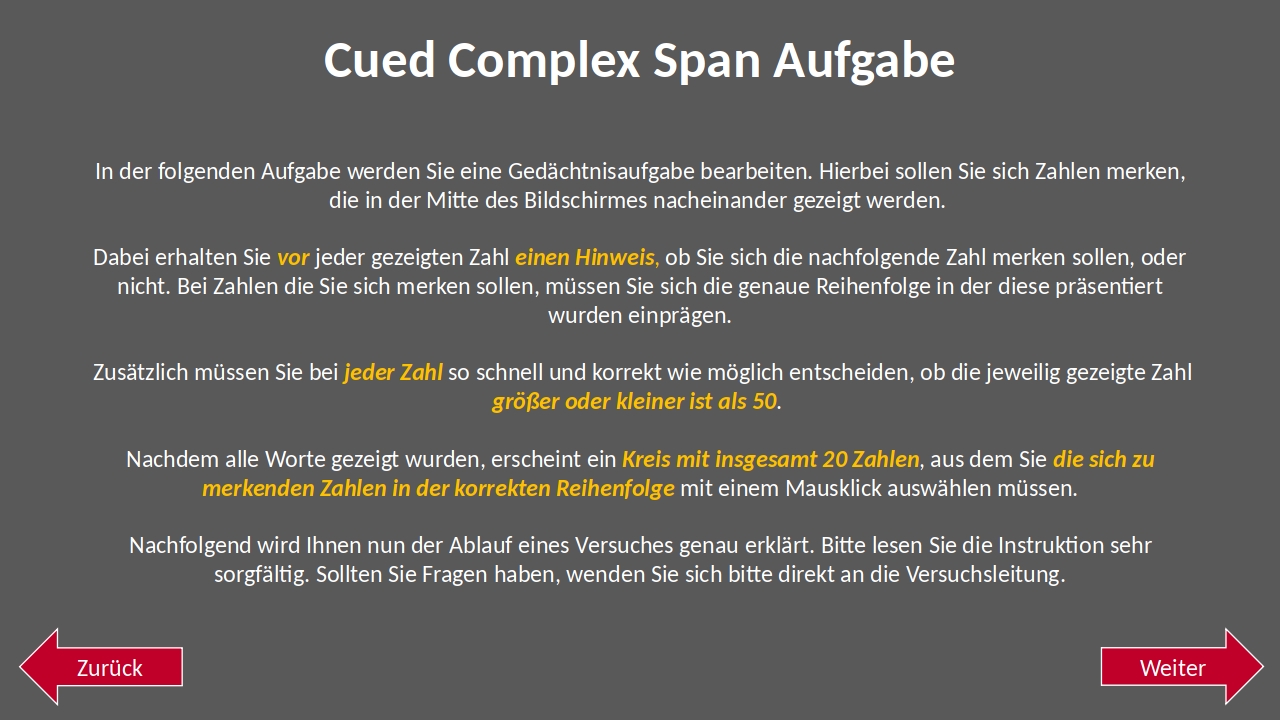 Cued Complex Span Aufgabe
In der folgenden Aufgabe werden Sie eine Gedächtnisaufgabe bearbeiten. Hierbei sollen Sie sich Zahlen merken,
die in der Mitte des Bildschirmes nacheinander gezeigt werden.
Dabei erhalten Sie vor jeder gezeigten Zahl einen Hinweis, ob Sie sich die nachfolgende Zahl merken sollen, oder
nicht. Bei Zahlen die Sie sich merken sollen, müssen Sie sich die genaue Reihenfolge in der diese präsentiert
wurden einprägen.
Zusätzlich müssen Sie bei jeder Zahl so schnell und korrekt wie möglich entscheiden, ob die jeweilig gezeigte Zahl
größer oder kleiner ist als 50.
Nachdem alle Worte gezeigt wurden, erscheint ein Kreis mit insgesamt 20 Zahlen, aus dem Sie die sich zu
merkenden Zahlen in der korrekten Reihenfolge mit einem Mausklick auswählen müssen.
Nachfolgend wird Ihnen nun der Ablauf eines Versuches genau erklärt. Bitte lesen Sie die Instruktion sehr
sorgfältig. Sollten Sie Fragen haben, wenden Sie sich bitte direkt an die Versuchsleitung.
Zurück
Weiter